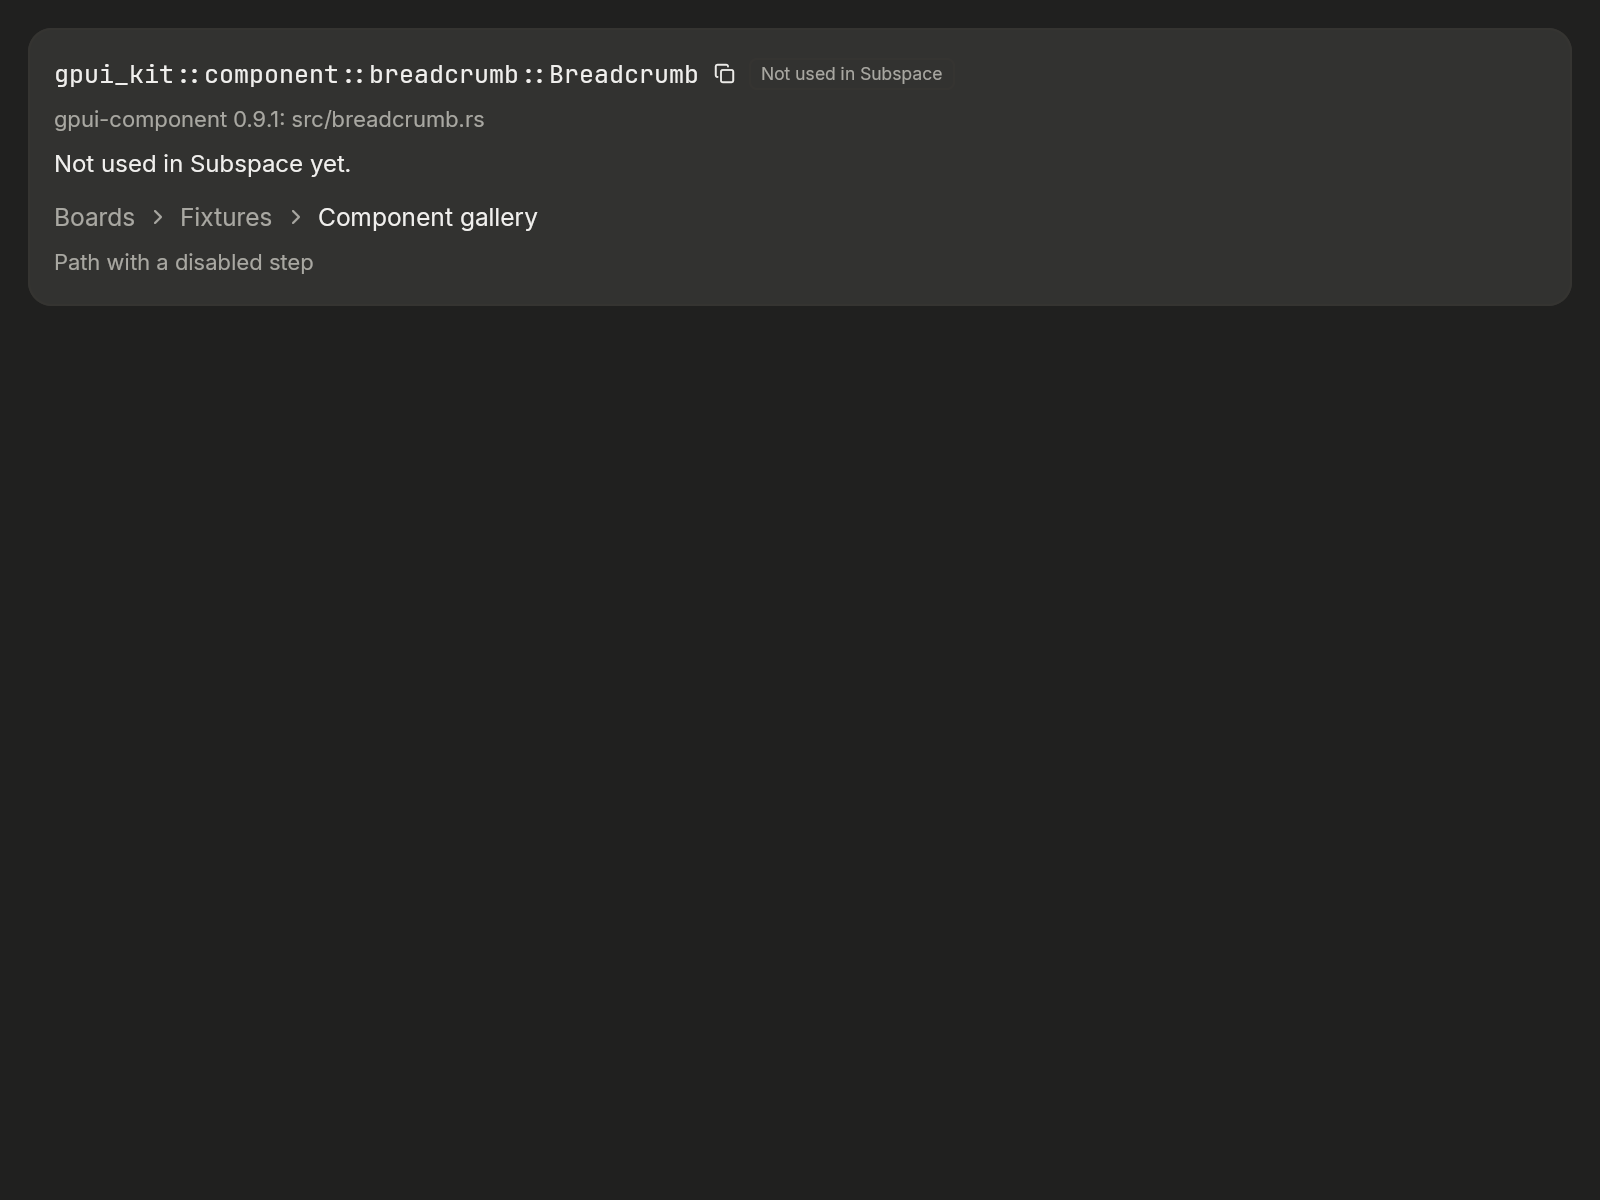 gpui_kit::component::breadcrumb::Breadcrumb Not used in Subspace
gpui-component 0.9.1: src/breadcrumb.rs
Not used in Subspace yet.
Boards > Fixtures > Component gallery
Path with a disabled step